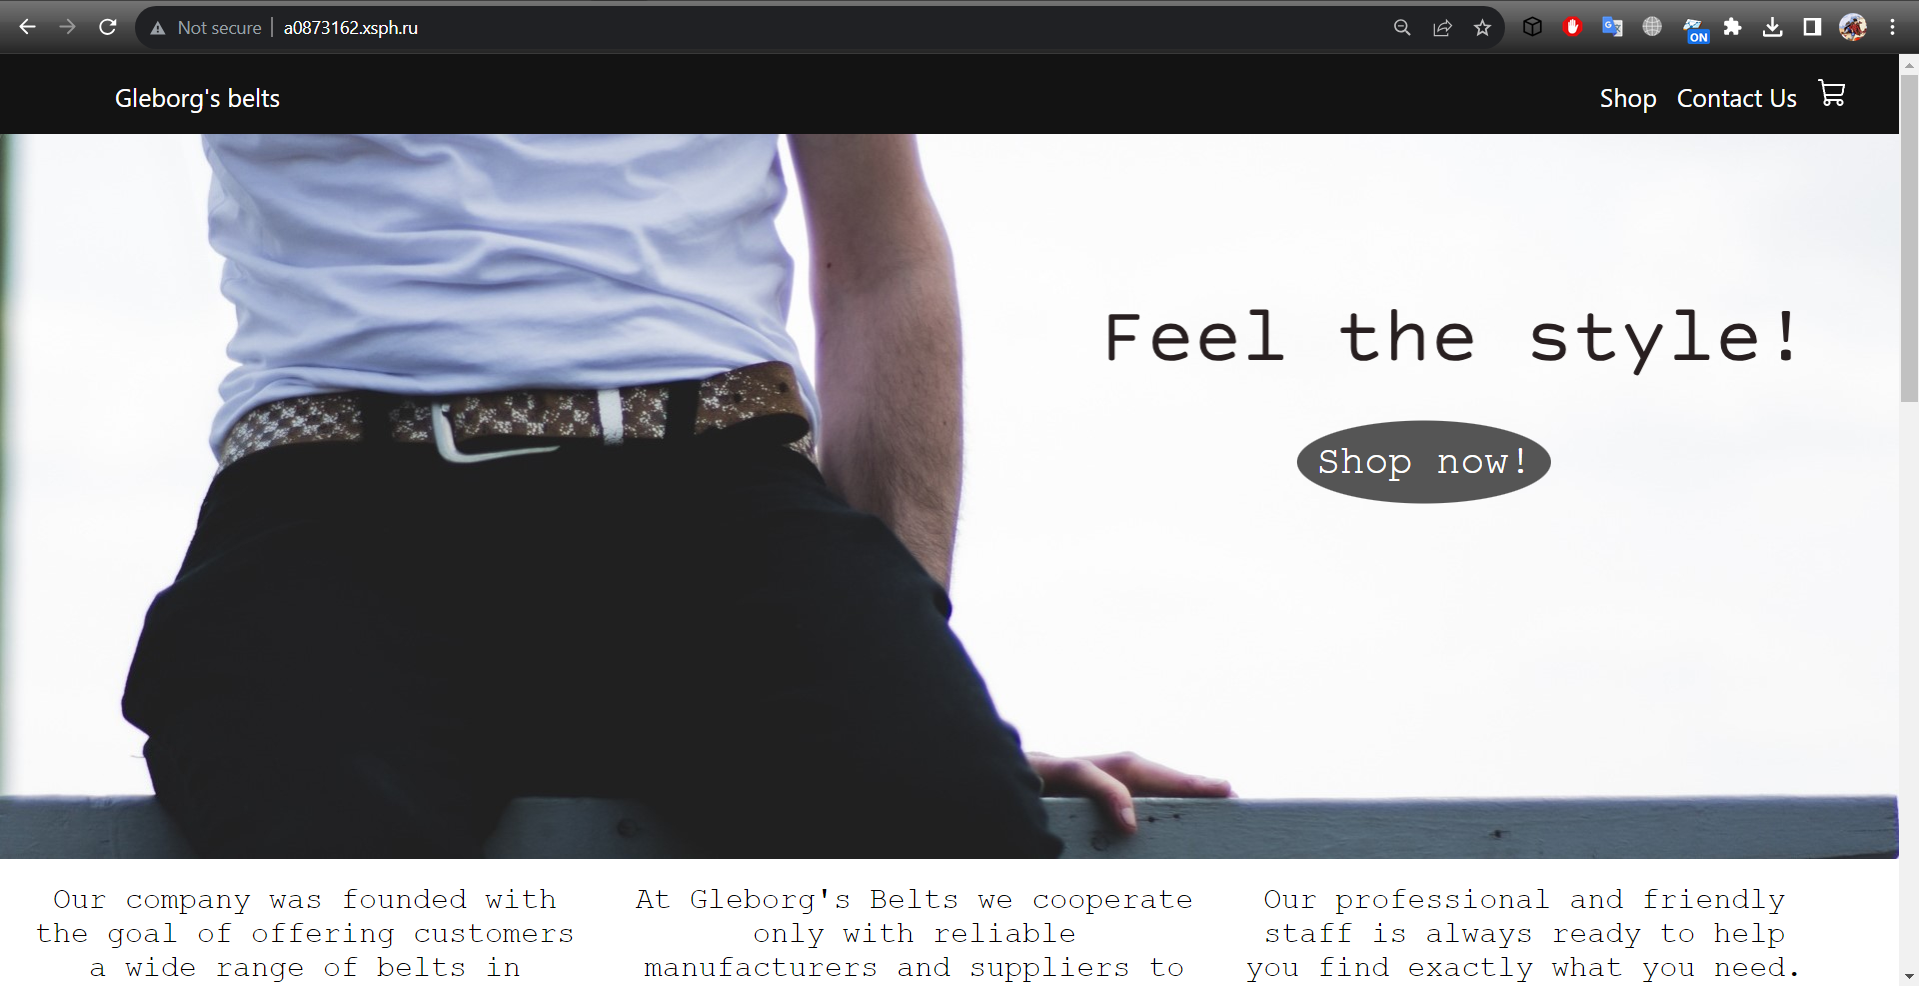 Not secure a0873162.xsph.ru
ON
Gleborg's belts
Shop Contact Us
Feel the style!
Shop now!
Our company was founded with
the goal of offering customers
a wide range of belts in
At Gleborg's Belts we cooperate
only with reliable
manufacturers and suppliers to
Our professional and friendly
staff is always ready to help
you find exactly what you need.